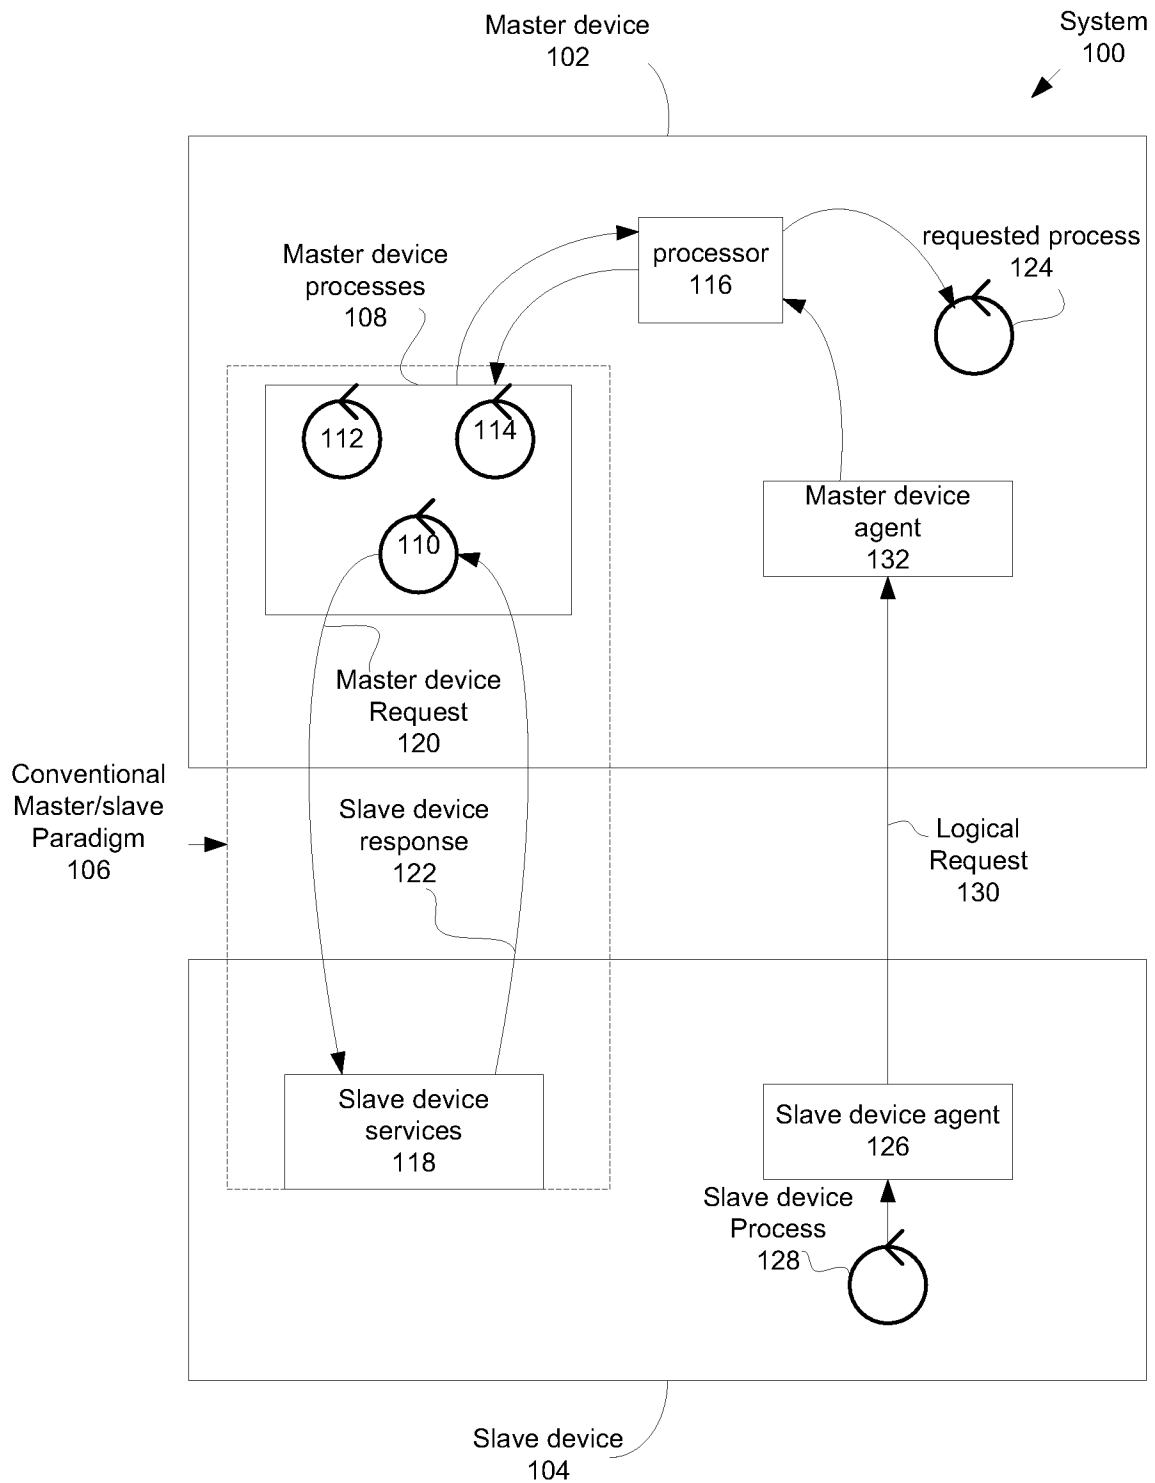 Master device
102
System
100
Master device
processes
108
processor
116
requested process
124
112
114
110
Master device
agent
132
Master device
Request
120
Conventional
Master/slave
Paradigm
106
Slave device
response
122
Logical
Request
130
Slave device
services
118
Slave device agent
126
Slave device
Process
128
Slave device
104